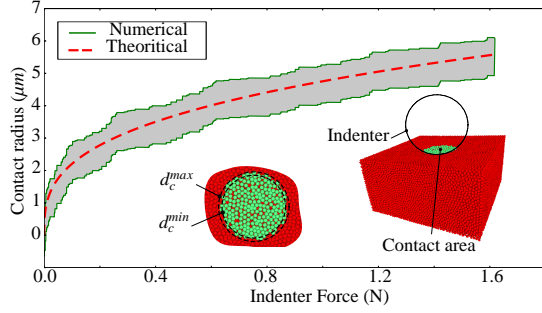 7
6
5
4
3
2
1
0
Contact radius (μm)
Numerical
Theoritical
Indenter
d_c^{max}
d_c^{min}
Contact area
0.0 0.4 0.8 1.2 1.6
Indenter Force (N)